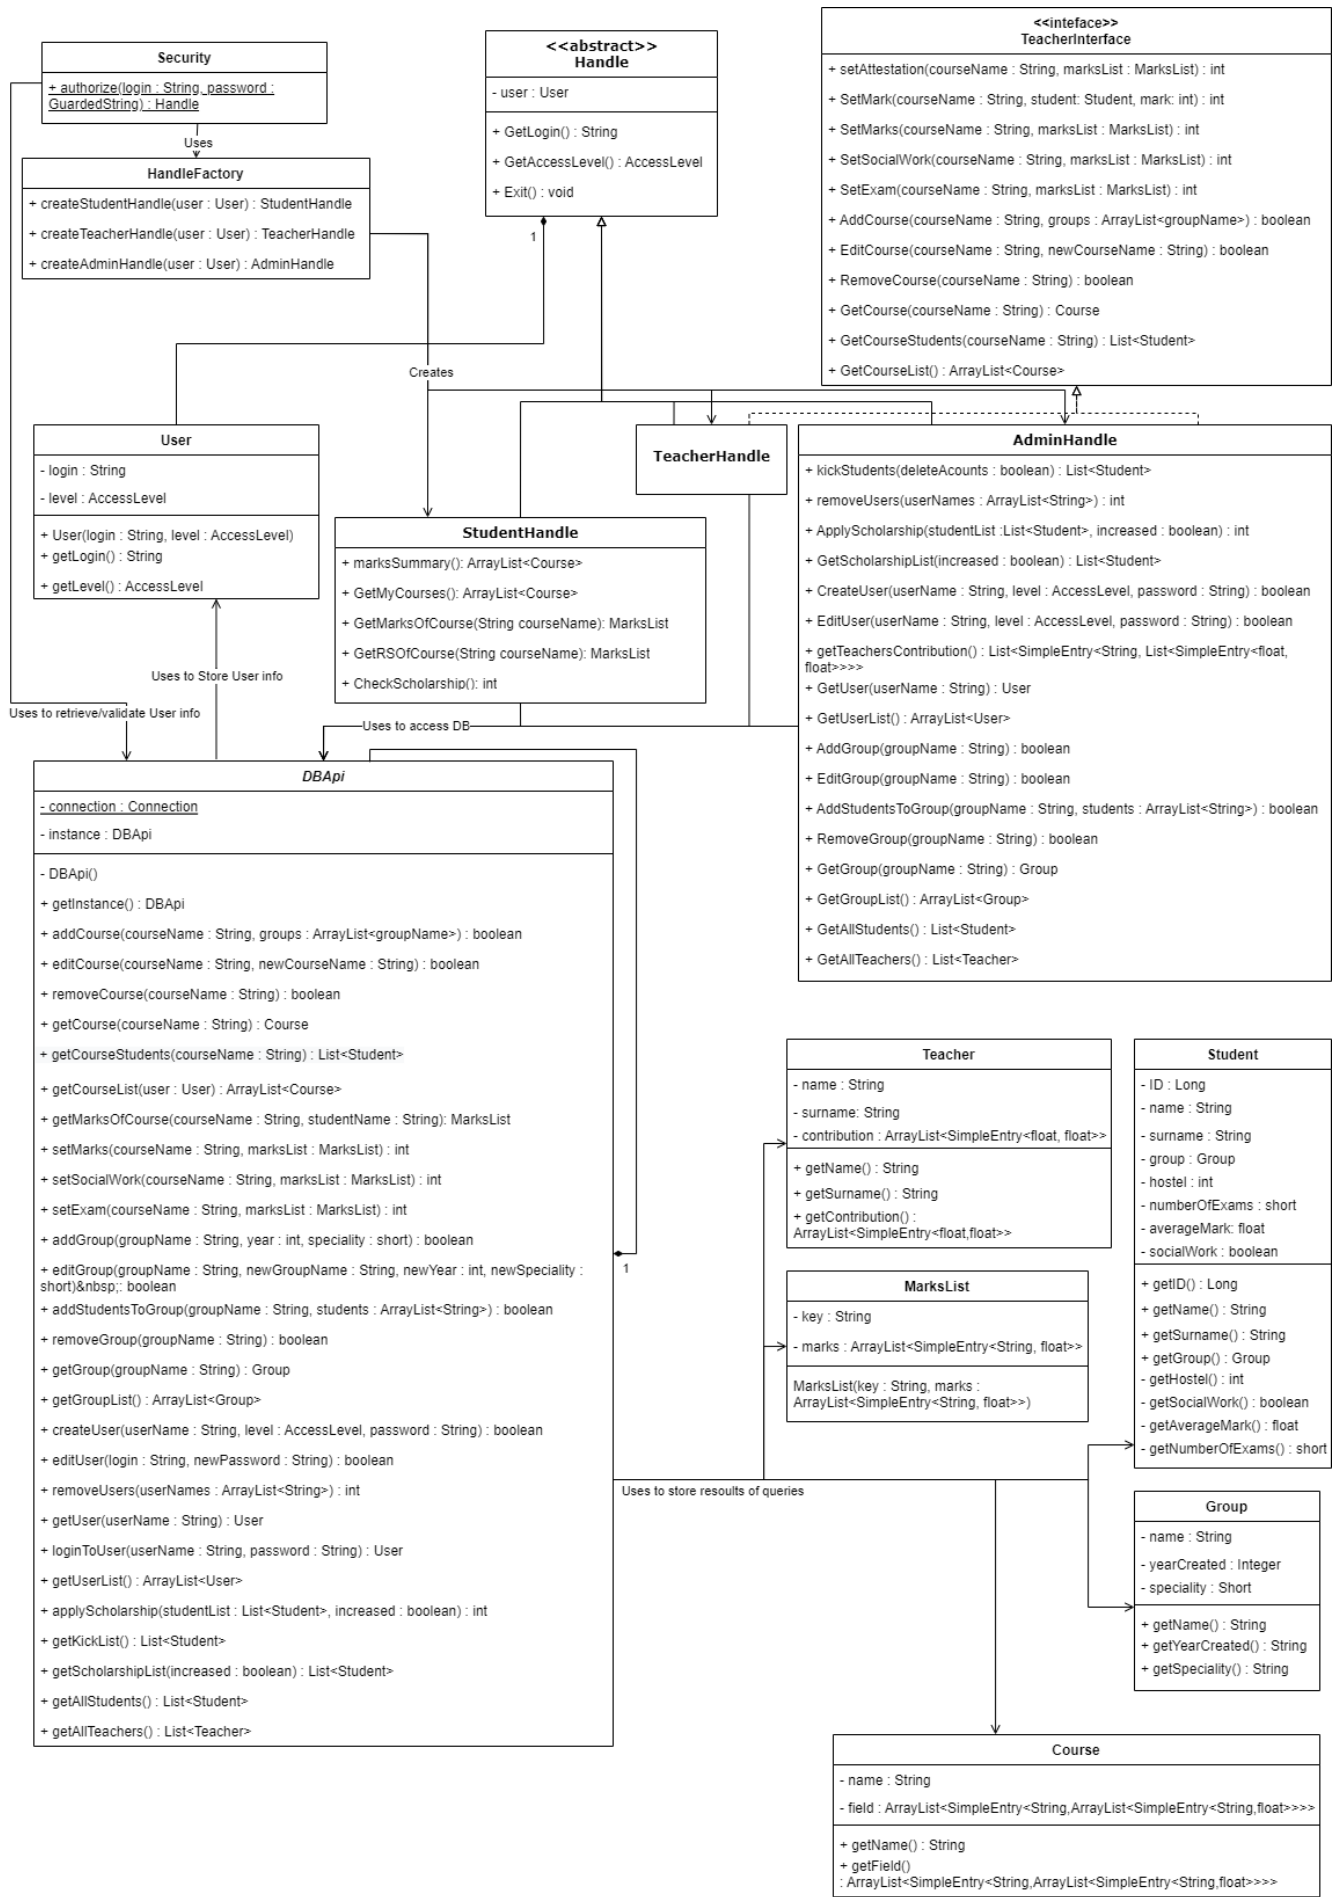 Security
+ authorize(login : String, password :
GuardedString) : Handle
Uses
HandleFactory
+ createStudentHandle(user : User) : StudentHandle
+ createTeacherHandle(user : User) : TeacherHandle
+ createAdminHandle(user : User) : AdminHandle
<<abstract>>
Handle
- user : User
+ GetLogin() : String
+ GetAccessLevel() : AccessLevel
+ Exit() : void
1
<<inteface>>
TeacherInterface
+ setAttestation(courseName : String, marksList : MarksList) : int
+ SetMark(courseName : String, student: Student, mark: int) : int
+ SetMarks(courseName : String, marksList : MarksList) : int
+ SetSocialWork(courseName : String, marksList : MarksList) : int
+ SetExam(courseName : String, marksList : MarksList) : int
+ AddCourse(courseName : String, groups : ArrayList<groupName>) : boolean
+ EditCourse(courseName : String, newCourseName : String) : boolean
+ RemoveCourse(courseName : String) : boolean
+ GetCourse(courseName : String) : Course
+ GetCourseStudents(courseName : String) : List<Student>
+ GetCourseList() : ArrayList<Course>
Creates
User
- login : String
- level : AccessLevel
+ User(login : String, level : AccessLevel)
+ getLogin() : String
+ getLevel() : AccessLevel
TeacherHandle
StudentHandle
+ marksSummary(): ArrayList<Course>
+ GetMyCourses(): ArrayList<Course>
+ GetMarksOfCourse(String courseName): MarksList
+ GetRSOfCourse(String courseName): MarksList
+ CheckScholarship(): int
AdminHandle
+ kickStudents(deleteAcounts : boolean) : List<Student>
+ removeUsers(userNames : ArrayList<String>) : int
+ ApplyScholarship(studentList :List<Student>, increased : boolean) : int
+ GetScholarshipList(increased : boolean) : List<Student>
+ CreateUser(userName : String, level : AccessLevel, password : String) : boolean
+ EditUser(userName : String, level : AccessLevel, password : String) : boolean
+ getTeachersContribution() : List<SimpleEntry<String, List<SimpleEntry<float,
float>>>>
+ GetUser(userName : String) : User
+ GetUserList() : ArrayList<User>
+ AddGroup(groupName : String) : boolean
+ EditGroup(groupName : String) : boolean
+ AddStudentsToGroup(groupName : String, students : ArrayList<String>) : boolean
+ RemoveGroup(groupName : String) : boolean
+ GetGroup(groupName : String) : Group
+ GetGroupList() : ArrayList<Group>
+ GetAllStudents() : List<Student>
+ GetAllTeachers() : List<Teacher>
Uses to Store User info
Uses to retrieve/validate User info
Uses to access DB
DBApi
- connection : Connection
- instance : DBApi
- DBApi()
+ getInstance() : DBApi
+ addCourse(courseName : String, groups : ArrayList<groupName>) : boolean
+ editCourse(courseName : String, newCourseName : String) : boolean
+ removeCourse(courseName : String) : boolean
+ getCourse(courseName : String) : Course
+ getCourseStudents(courseName : String) : List<Student>
+ getCourseList(user : User) : ArrayList<Course>
+ getMarksOfCourse(courseName : String, studentName : String): MarksList
+ setMarks(courseName : String, marksList : MarksList) : int
+ setSocialWork(courseName : String, marksList : MarksList) : int
+ setExam(courseName : String, marksList : MarksList) : int
+ addGroup(groupName : String, year : int, speciality : short) : boolean
+ editGroup(groupName : String, newGroupName : String, newYear : int, newSpeciality :
short)&nbsp;: boolean
+ addStudentsToGroup(groupName : String, students : ArrayList<String>) : boolean
+ removeGroup(groupName : String) : boolean
+ getGroup(groupName : String) : Group
+ getGroupList() : ArrayList<Group>
+ createUser(userName : String, level : AccessLevel, password : String) : boolean
+ editUser(login : String, newPassword : String) : boolean
+ removeUsers(userNames : ArrayList<String>) : int
+ getUser(userName : String) : User
+ loginToUser(userName : String, password : String) : User
+ getUserList() : ArrayList<User>
+ applyScholarship(studentList : List<Student>, increased : boolean) : int
+ getKickList() : List<Student>
+ getScholarshipList(increased : boolean) : List<Student>
+ getAllStudents() : List<Student>
+ getAllTeachers() : List<Teacher>
1
Uses to store resoults of queries
Teacher
- name : String
- surname: String
- contribution : ArrayList<SimpleEntry<float, float>>
+ getName() : String
+ getSurname() : String
+ getContribution() :
ArrayList<SimpleEntry<float,float>>
MarksList
- key : String
- marks : ArrayList<SimpleEntry<String, float>>
MarksList(key : String, marks :
ArrayList<SimpleEntry<String, float>>)
Student
- ID : Long
- name : String
- surname : String
- group : Group
- hostel : int
- numberOfExams : short
- averageMark: float
- socialWork : boolean
+ getID() : Long
+ getName() : String
+ getSurname() : String
+ getGroup() : Group
- getHostel() : int
- getSocialWork() : boolean
- getAverageMark() : float
- getNumberOfExams() : short
Group
- name : String
- yearCreated : Integer
- speciality : Short
+ getName() : String
+ getYearCreated() : String
+ getSpeciality() : String
Course
- name : String
- field : ArrayList<SimpleEntry<String,ArrayList<SimpleEntry<String,float>>>>
+ getName() : String
+ getField()
: ArrayList<SimpleEntry<String,ArrayList<SimpleEntry<String,float>>>>